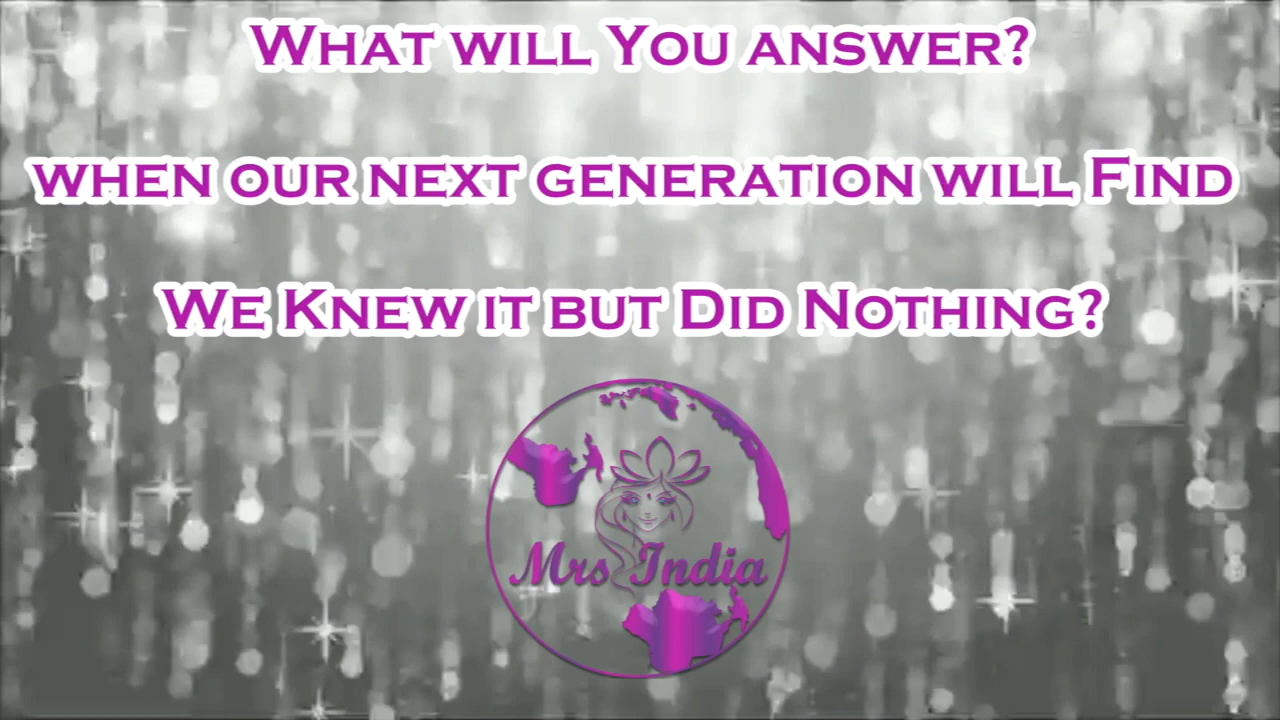 What will You answer?
when our next generation will Find
We Knew it but Did Nothing?
Mrs India